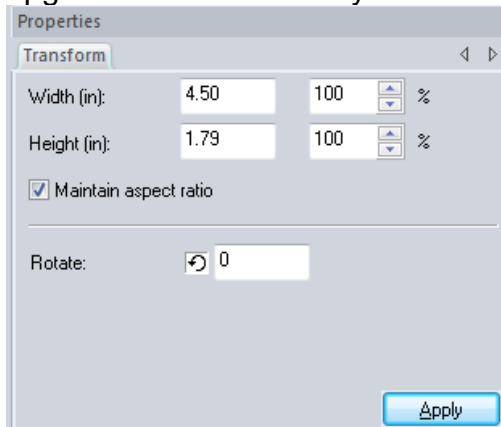 Properties
Transform
Width (in): 4.50 100 %
Height (in): 1.79 100 %
Maintain aspect ratio
Rotate: 0
Apply